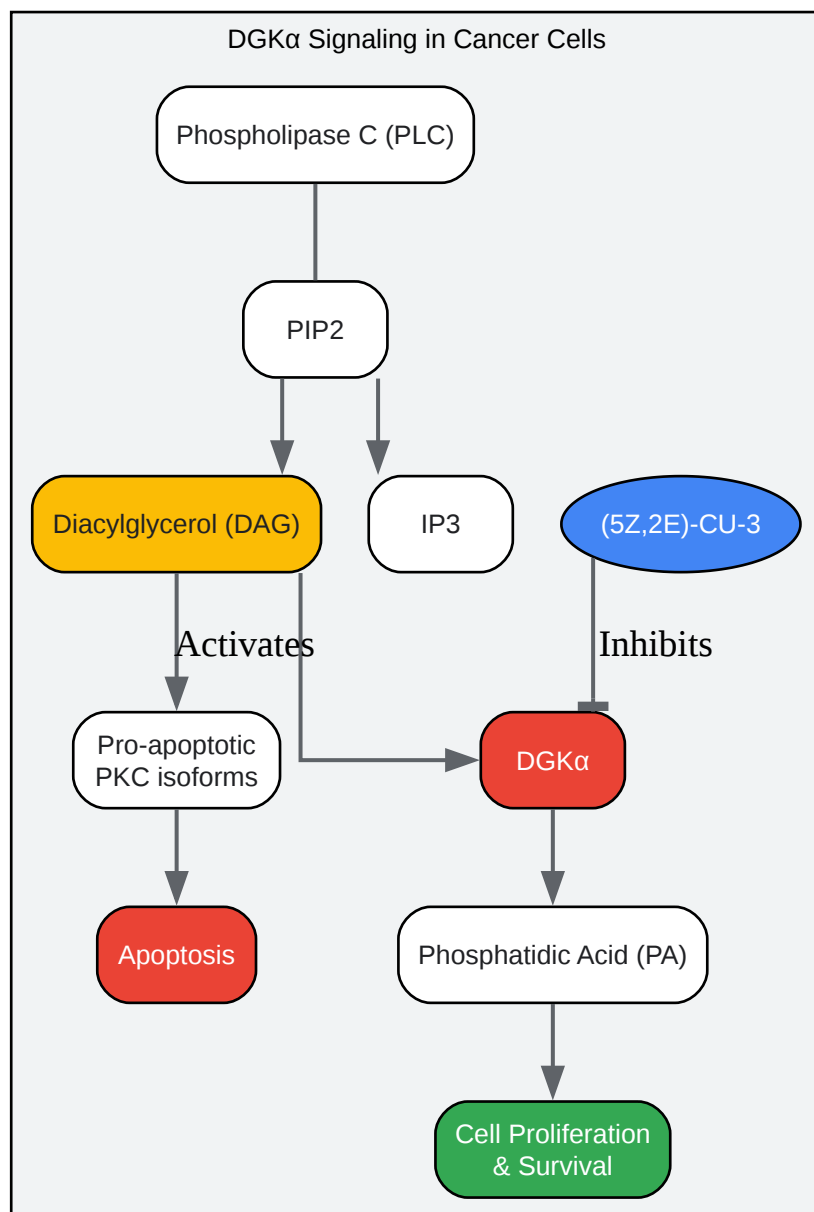 DGKα Signaling in Cancer Cells
Phospholipase C (PLC)
PIP2
Diacylglycerol (DAG)
IP3
(5Z,2E)-CU-3
Activates
Inhibits
Pro-apoptotic
PKC isoforms
DGKα
Apoptosis
Phosphatidic Acid (PA)
Cell Proliferation
& Survival